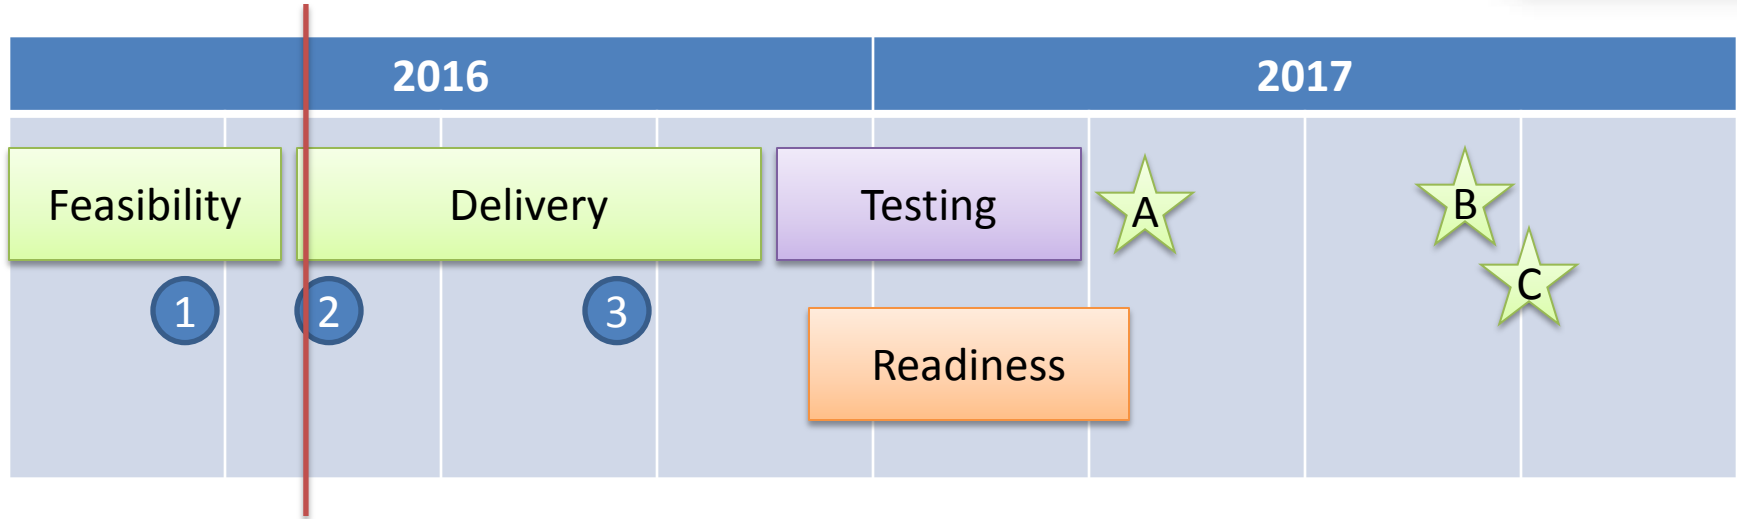 2016
2017
Feasibility
Delivery
Testing
A
B
C
1
2
3
Readiness